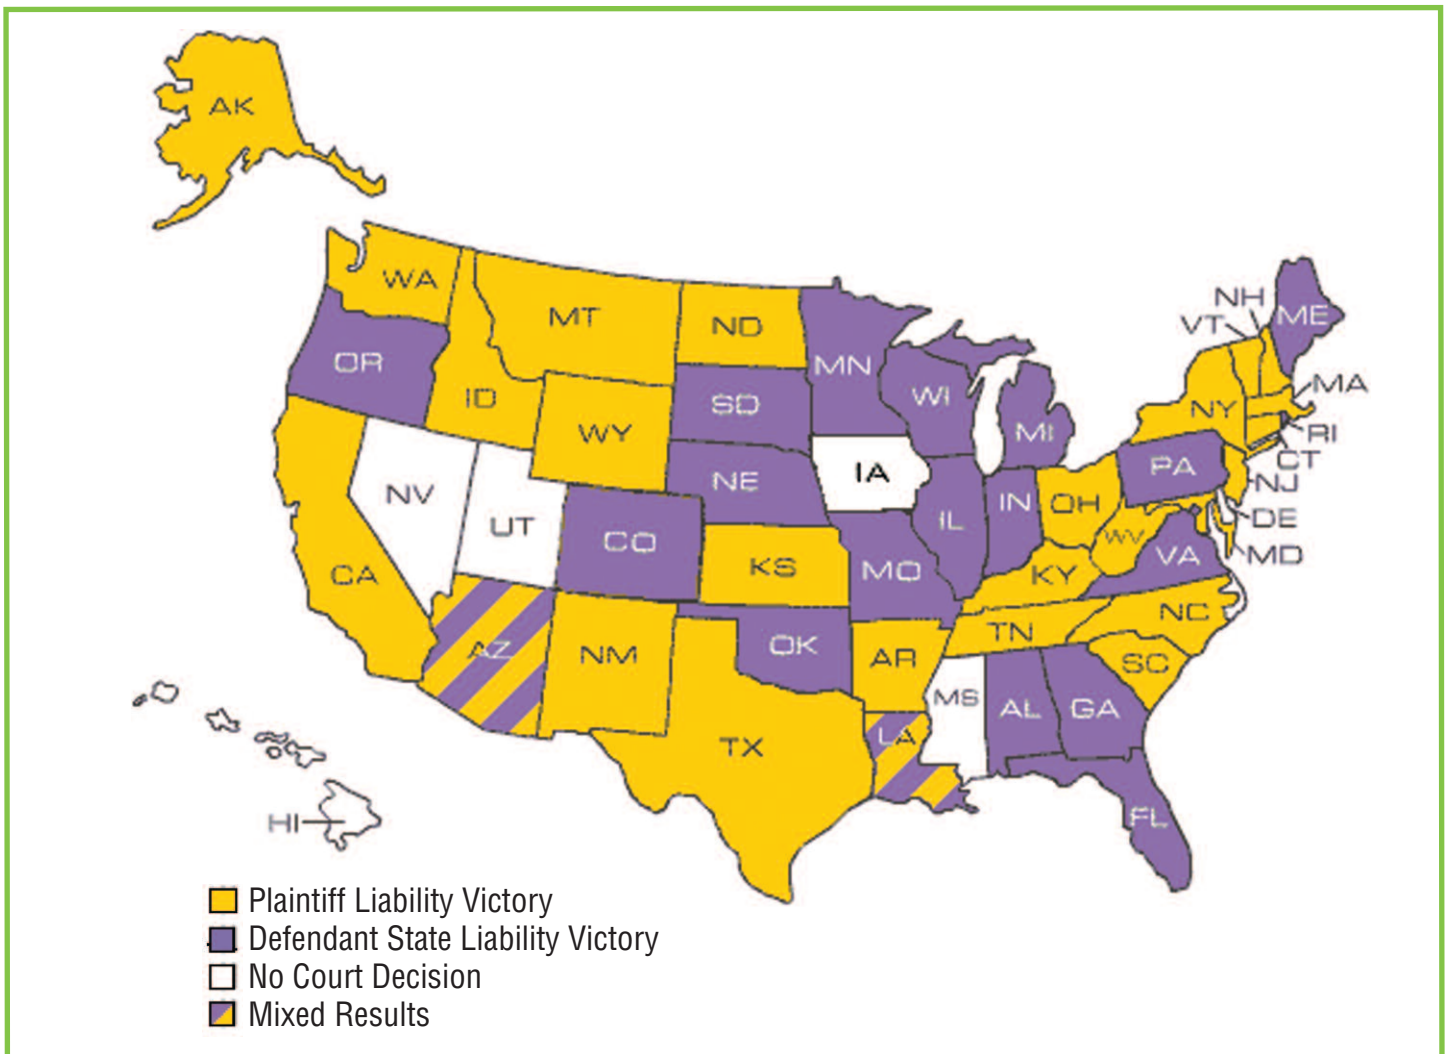 AK
WA
MT
ND
MN
OR
ID
WY
SD
WI
MI
NH
ME
VT
MA
NY
RI
CT
PA
NJ
DE
MD
NV
UT
CO
NE
IA
IL
IN
OH
WV
VA
CA
KS
MO
KY
AZ
NM
OK
AR
TN
NC
SC
TX
LA
MS
AL
GA
FL
HI
Plaintiff Liability Victory
Defendant State Liability Victory
No Court Decision
Mixed Results